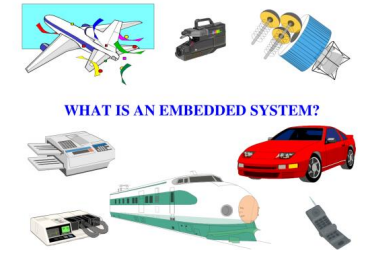 WHAT IS AN EMBEDDED SYSTEM?